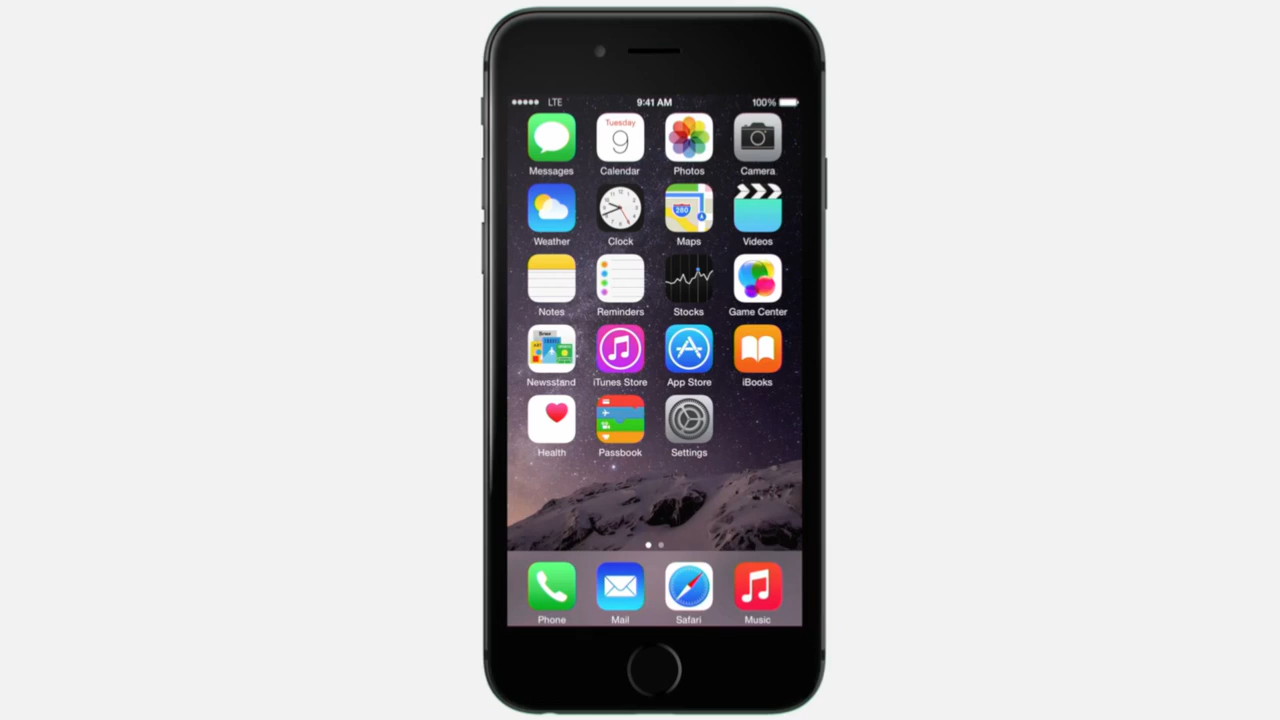 LTE 9:41 AM 100%
Tuesday
9
Messages Calendar Photos Camera
280
Weather Clock Maps Videos
Notes Reminders Stocks Game Center
Newsstand iTunes Store App Store iBooks
Health Passbook Settings
Phone Mail Safari Music